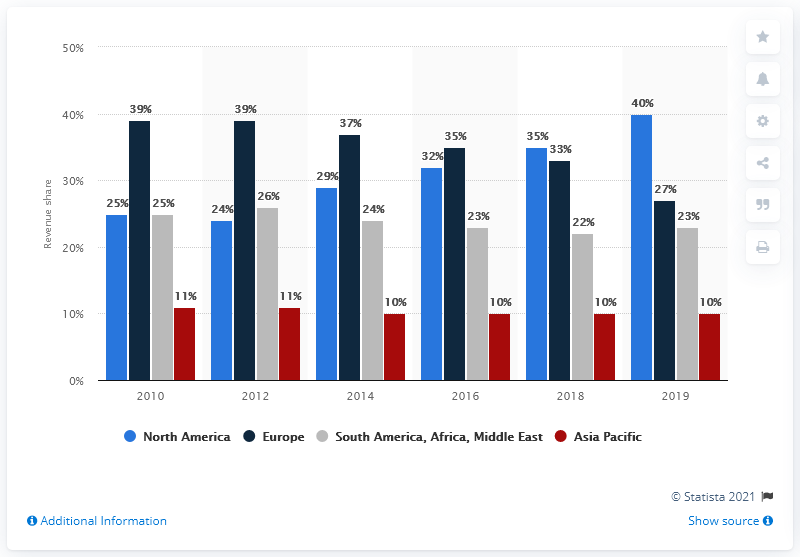 50%
40%
30%
20%
10%
0%
Revenue share
25% 39% 25% 11%
24% 39% 26% 11%
29% 37% 24% 10%
32% 35% 23% 10%
35% 33% 22% 10%
40% 27% 23% 10%
2010 2012 2014 2016 2018 2019
North America Europe South America, Africa, Middle East Asia Pacific
© Statista 2021
Additional Information Show source